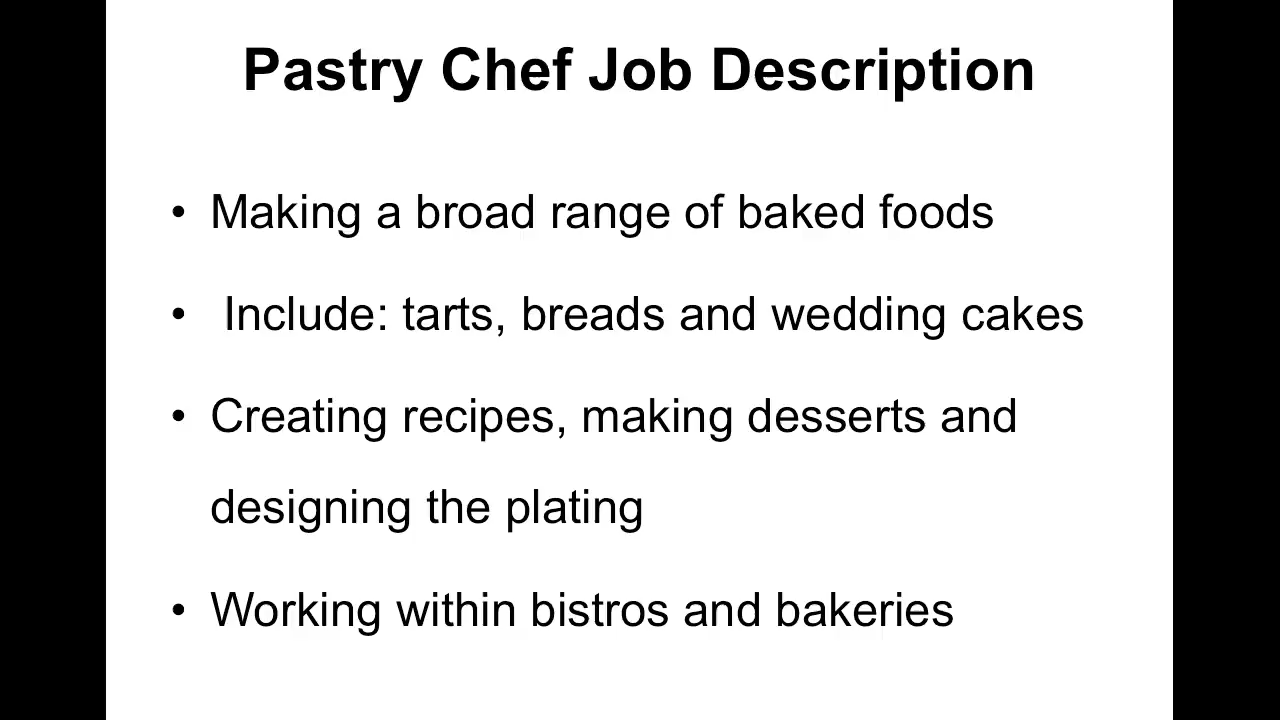 Pastry Chef Job Description
• Making a broad range of baked foods
• Include: tarts, breads and wedding cakes
• Creating recipes, making desserts and
designing the plating
• Working within bistros and bakeries